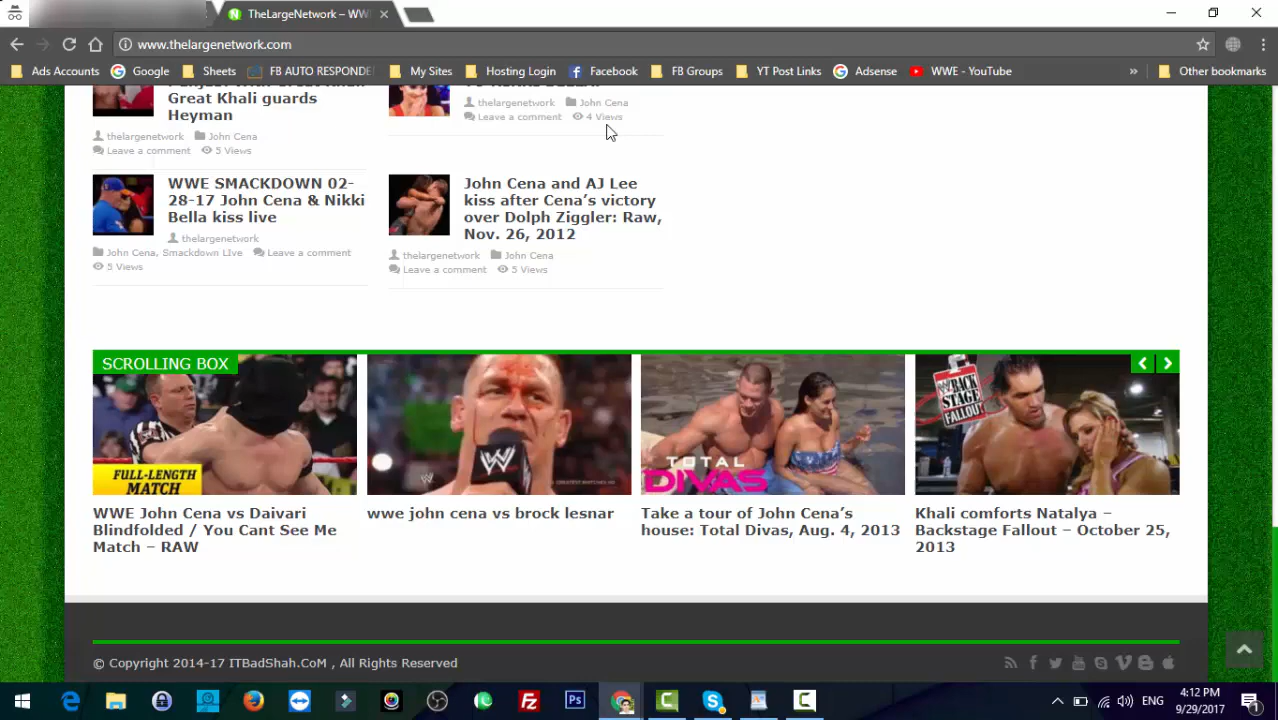 TheLargeNetwork – WW
www.thelargenetwork.com
Ads Accounts Google Sheets FB AUTO RESPONDE My Sites Hosting Login Facebook FB Groups YT Post Links Adsense WWE - YouTube » Other bookmarks
Great Khali guards
Heyman
thelargenetwork John Cena
Leave a comment 5 Views
thelargenetwork John Cena
Leave a comment 4 Views
WWE SMACKDOWN 02-
28-17 John Cena & Nikki
Bella kiss live
thelargenetwork
John Cena, Smackdown LIve Leave a comment
5 Views
John Cena and AJ Lee
kiss after Cena’s victory
over Dolph Ziggler: Raw,
Nov. 26, 2012
thelargenetwork John Cena
Leave a comment 5 Views
SCROLLING BOX
FULL-LENGTH
MATCH
WWE John Cena vs Daivari
Blindfolded / You Cant See Me
Match – RAW
wwe john cena vs brock lesnar
TOTAL
DIVAS
Take a tour of John Cena’s
house: Total Divas, Aug. 4, 2013
BACK
STAGE
FALLOUT
Khali comforts Natalya –
Backstage Fallout – October 25,
2013
© Copyright 2014-17 ITBadShah.CoM , All Rights Reserved
ENG
4:12 PM
9/29/2017